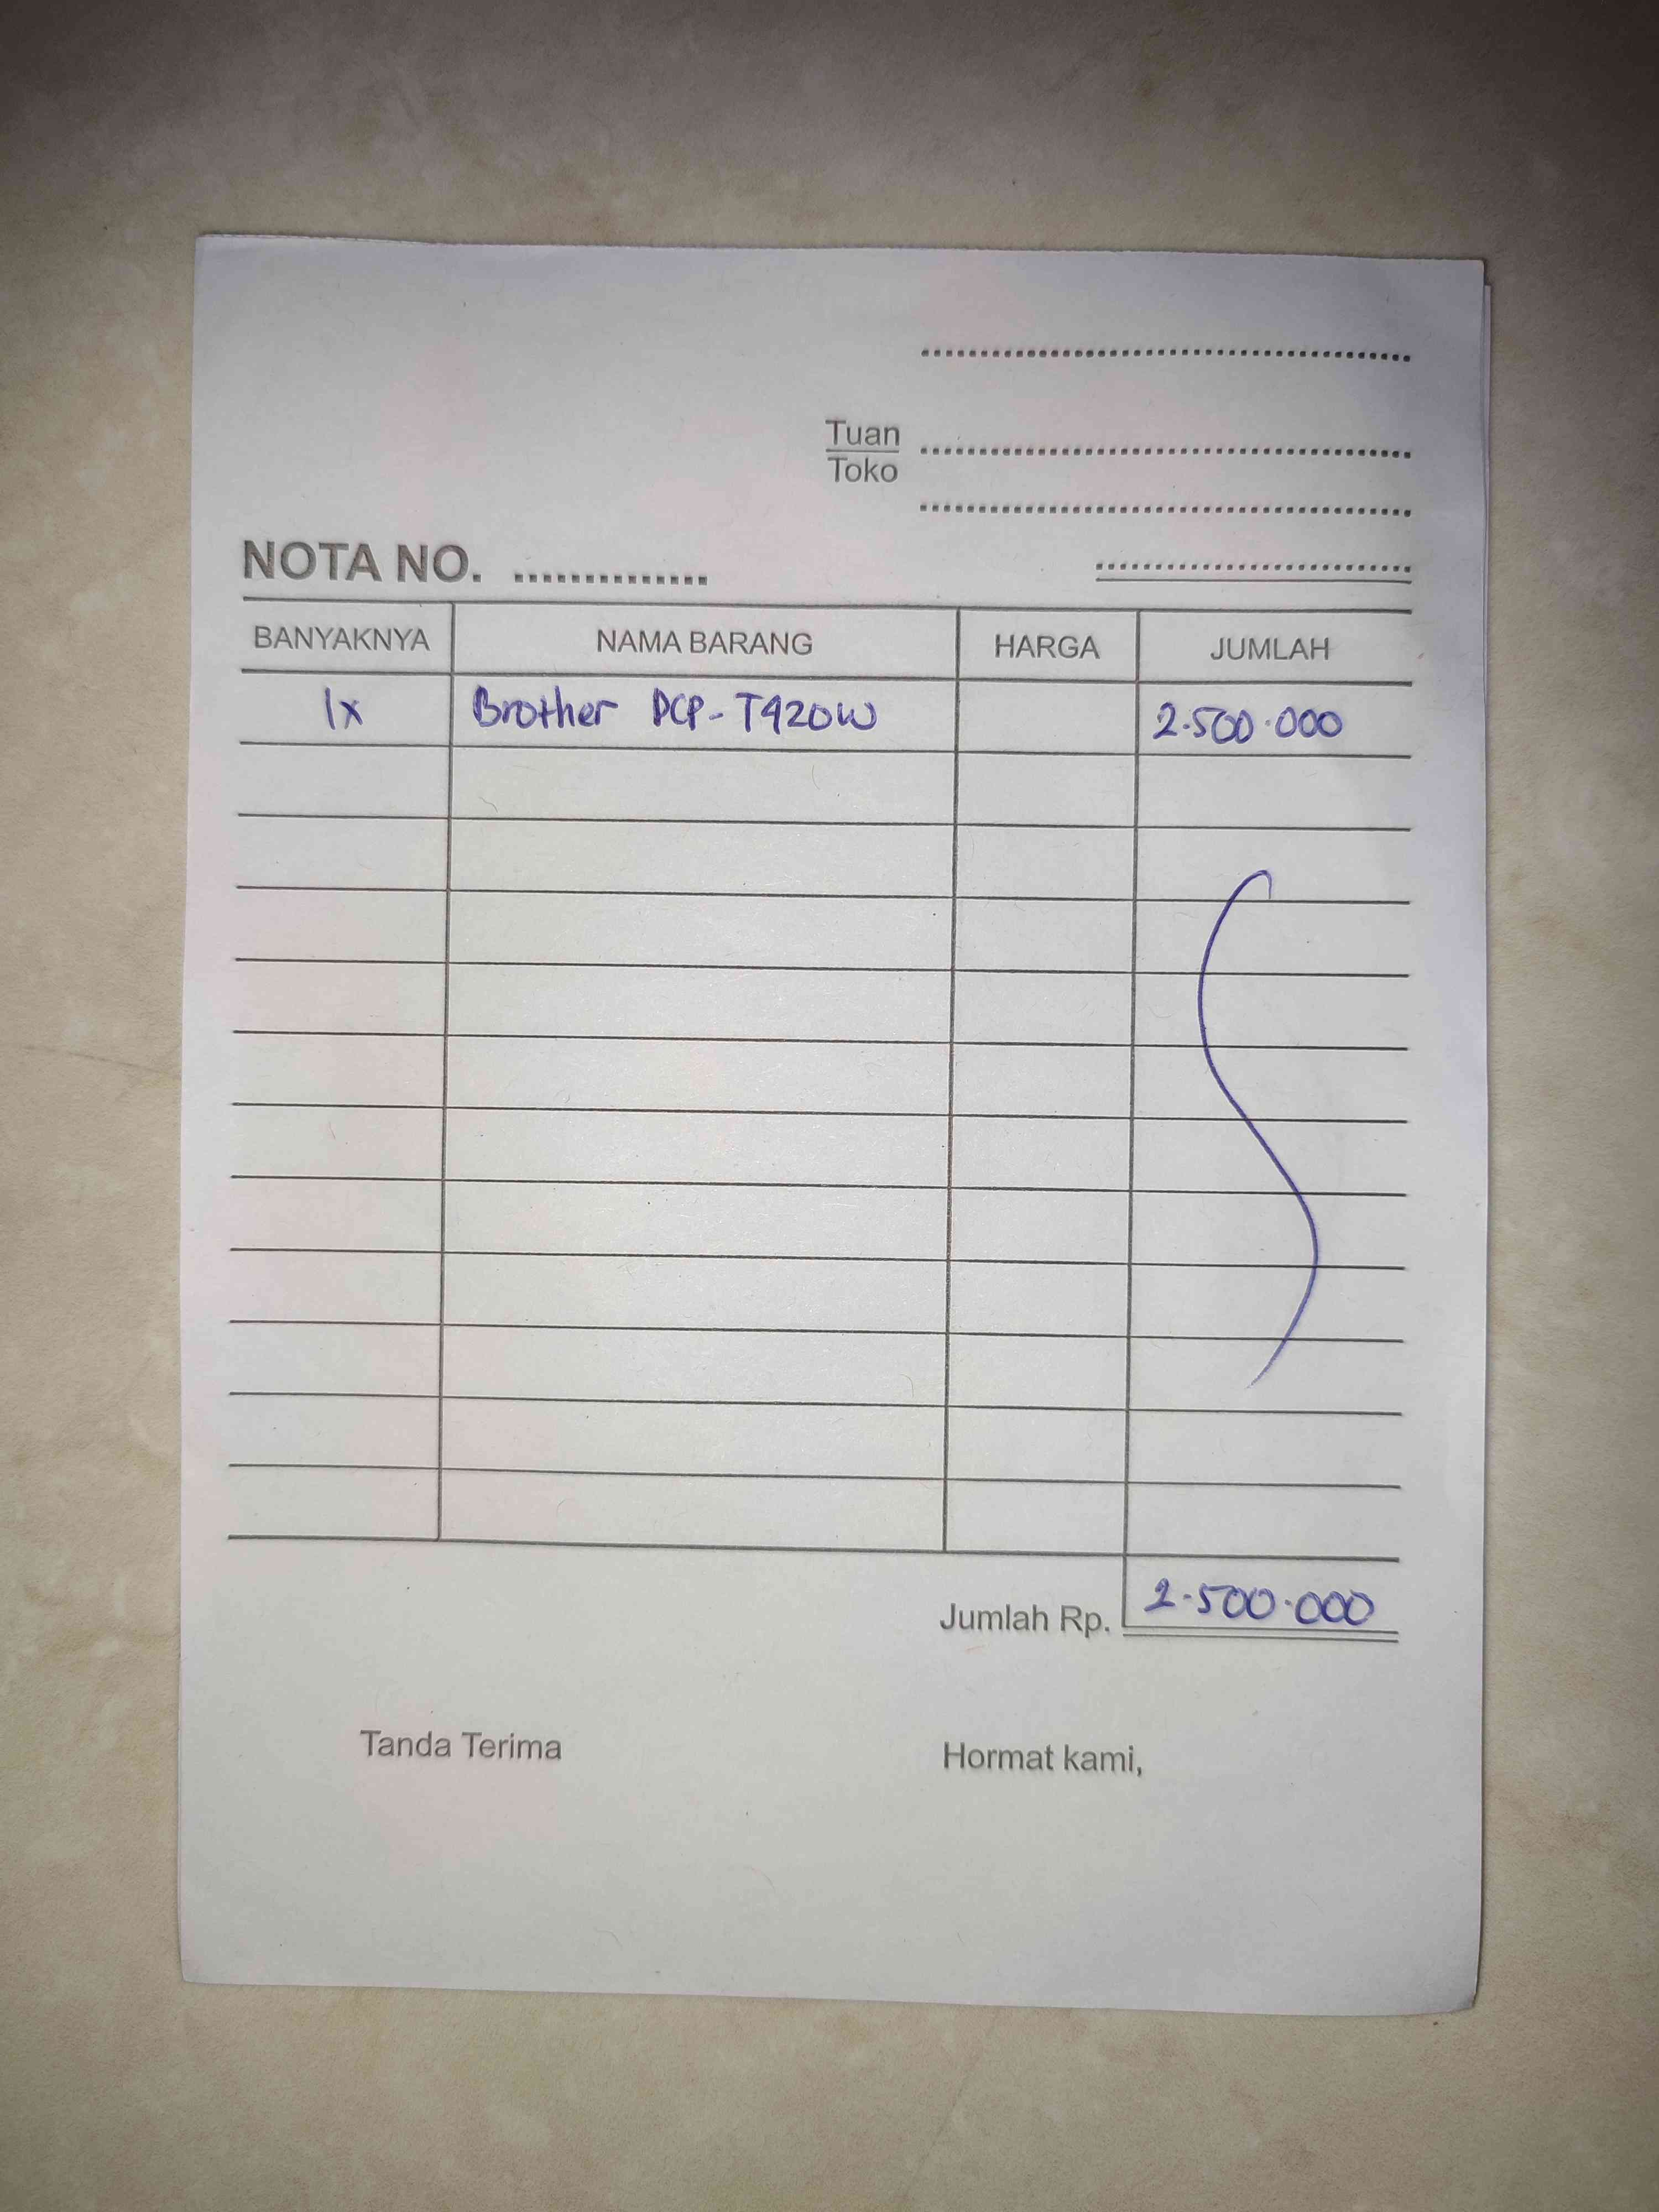 Tuan
Toko
NOTA NO.
BANYAKNYA NAMA BARANG HARGA JUMLAH
1x Brother DCP-T420W 2.500.000
Jumlah Rp. 2.500.000
Tanda Terima Hormat kami,